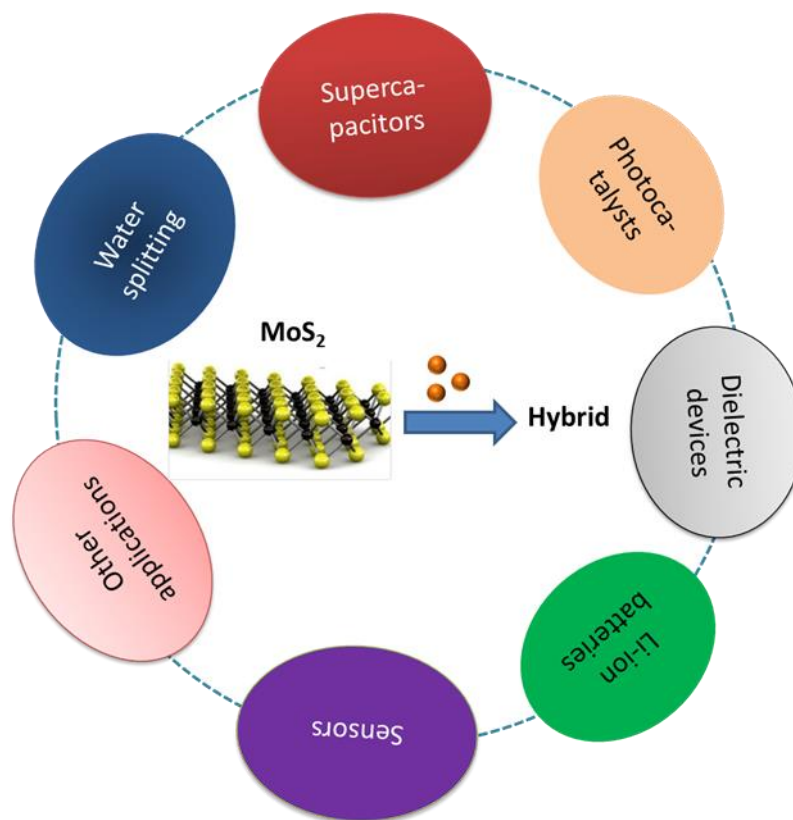 Superca-
pacitors
Photoca-
talysts
Dielectric
devices
Li-ion
batteries
Sensors
Other
applications
Water
splitting
MoS₂
Hybrid